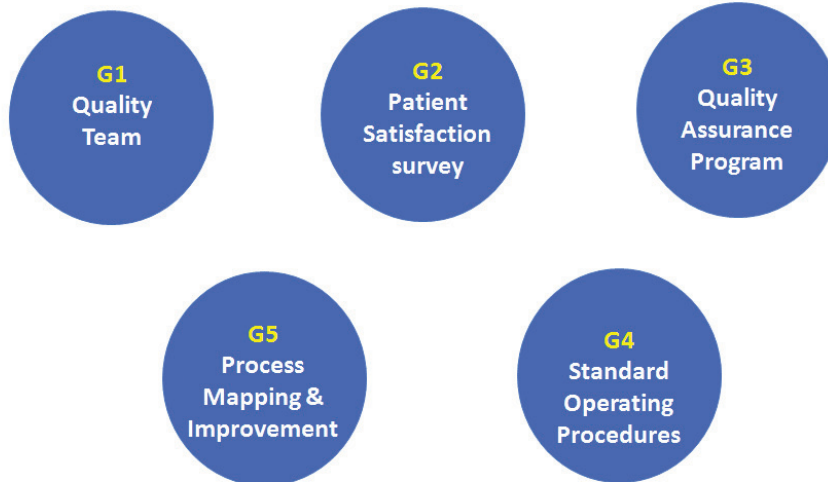 G1
Quality
Team
G2
Patient
Satisfaction
survey
G3
Quality
Assurance
Program
G5
Process
Mapping &
Improvement
G4
Standard
Operating
Procedures